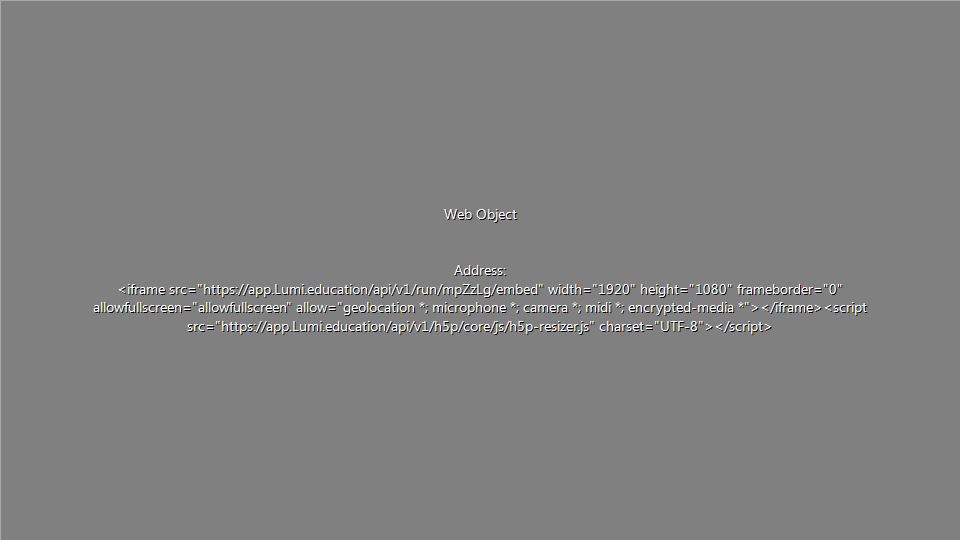 Web Object
Address:
<iframe src="https://app.Lumi.education/api/v1/run/mpZzLg/embed" width="1920" height="1080" frameborder="0"
allowfullscreen="allowfullscreen" allow="geolocation *; microphone *; camera *; midi *; encrypted-media *"></iframe><script
src="https://app.Lumi.education/api/v1/h5p/core/js/h5p-resizer.js" charset="UTF-8"></script>